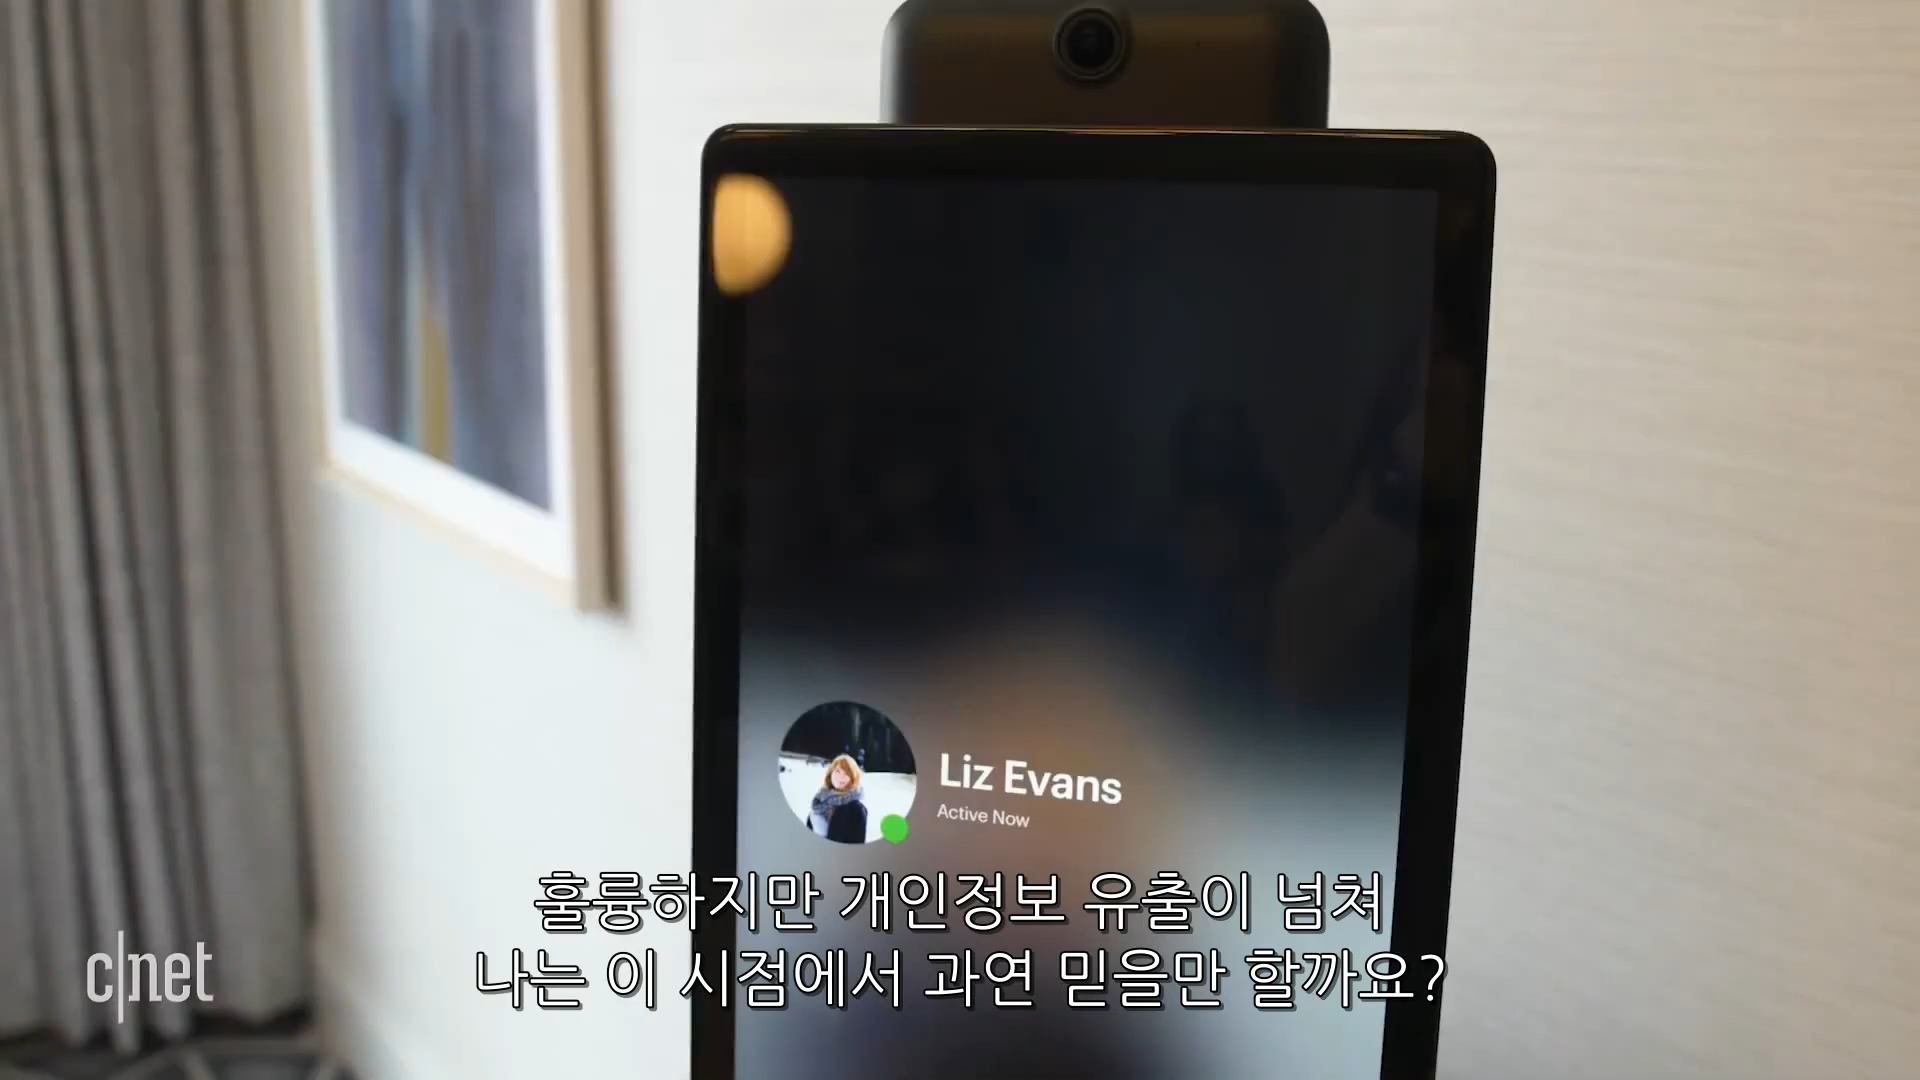 Liz Evans
Active Now
훌륭하지만 개인정보 유출이 넘쳐
나는 이 시점에서 과연 믿을만 할까요?
c|net